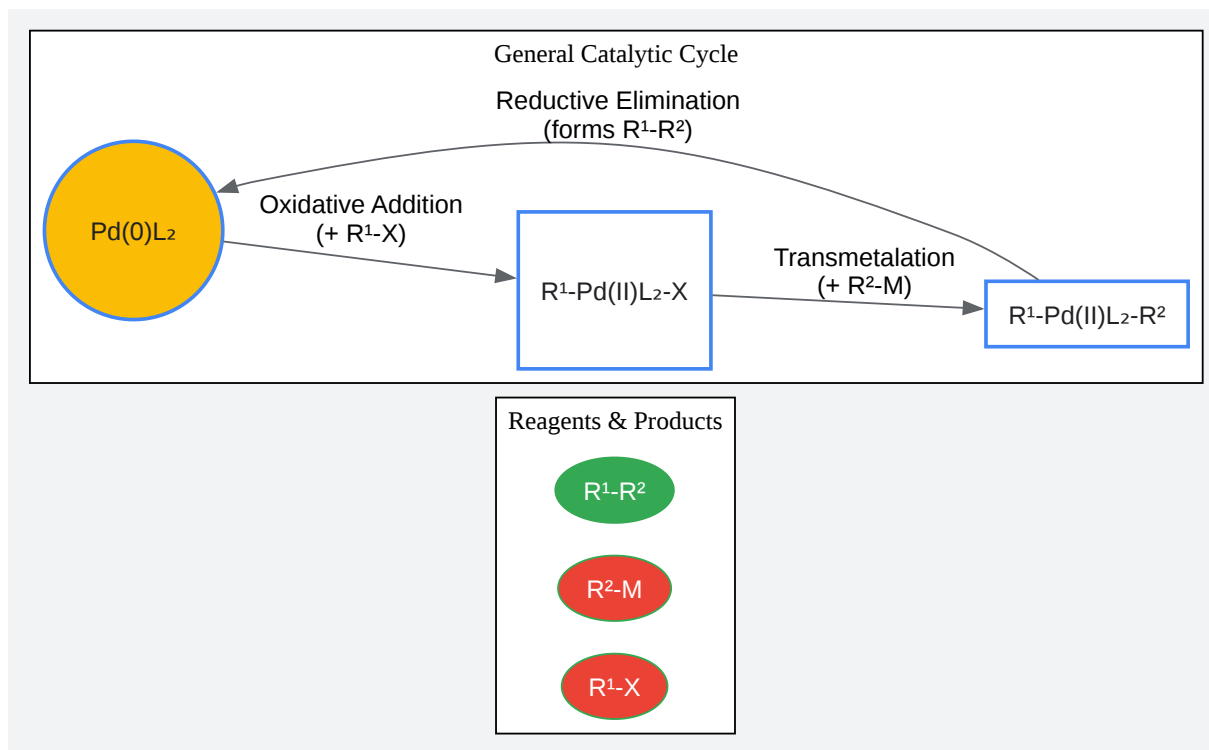 General Catalytic Cycle
Reductive Elimination
(forms R¹-R²)
Pd(0)L₂
Oxidative Addition
(+ R¹-X)
R¹-Pd(II)L₂-X
Transmetalation
(+ R²-M)
R¹-Pd(II)L₂-R²
Reagents & Products
R¹-R²
R²-M
R¹-X